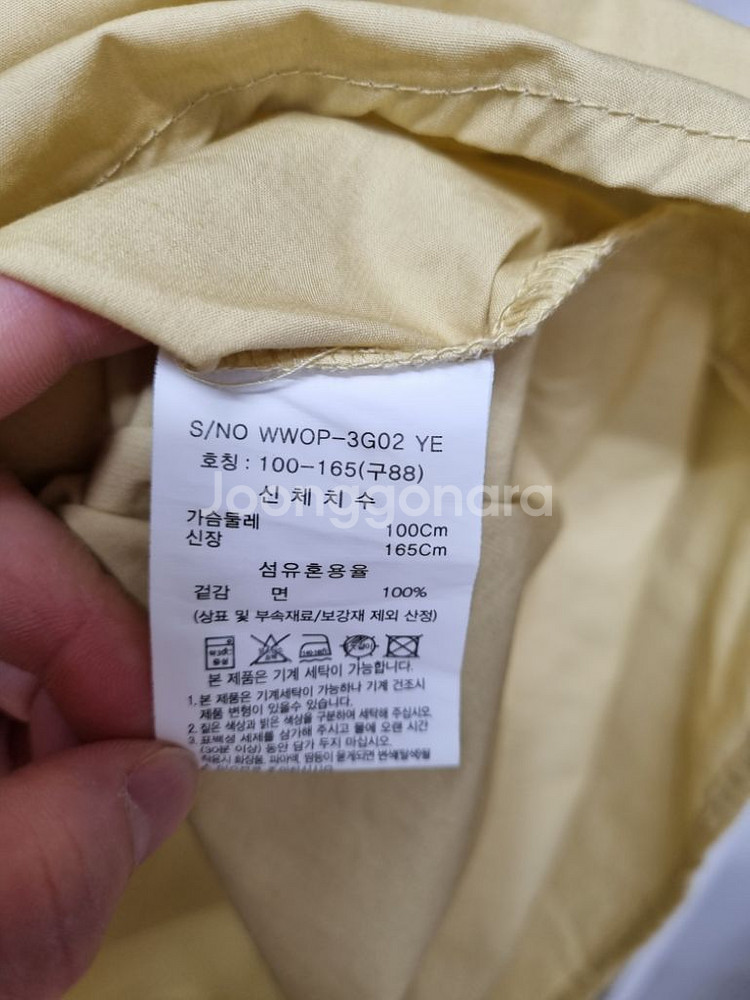 S/NO WWOP-3G02 YE
호칭 : 100-165(구88)
신 체 치 수
Joonggonara
가슴둘레 100Cm
신장 165Cm
섬유혼용율
겉감 면 100%
(상표 및 부속재료/보강재 제외 산정)
본 제품은 기계 세탁이 가능합니다.
1. 본 제품은 기계세탁이 가능하나 기계 건조시
제품 변형이 있을수 있습니다.
2. 짙은 색상과 밝은 색상을 구분하여 세탁해 주십시오.
3. 표백성 세제를 삼가해 주시고 물에 오랜 시간
(30분 이상) 동안 담가 두지 마십시오.